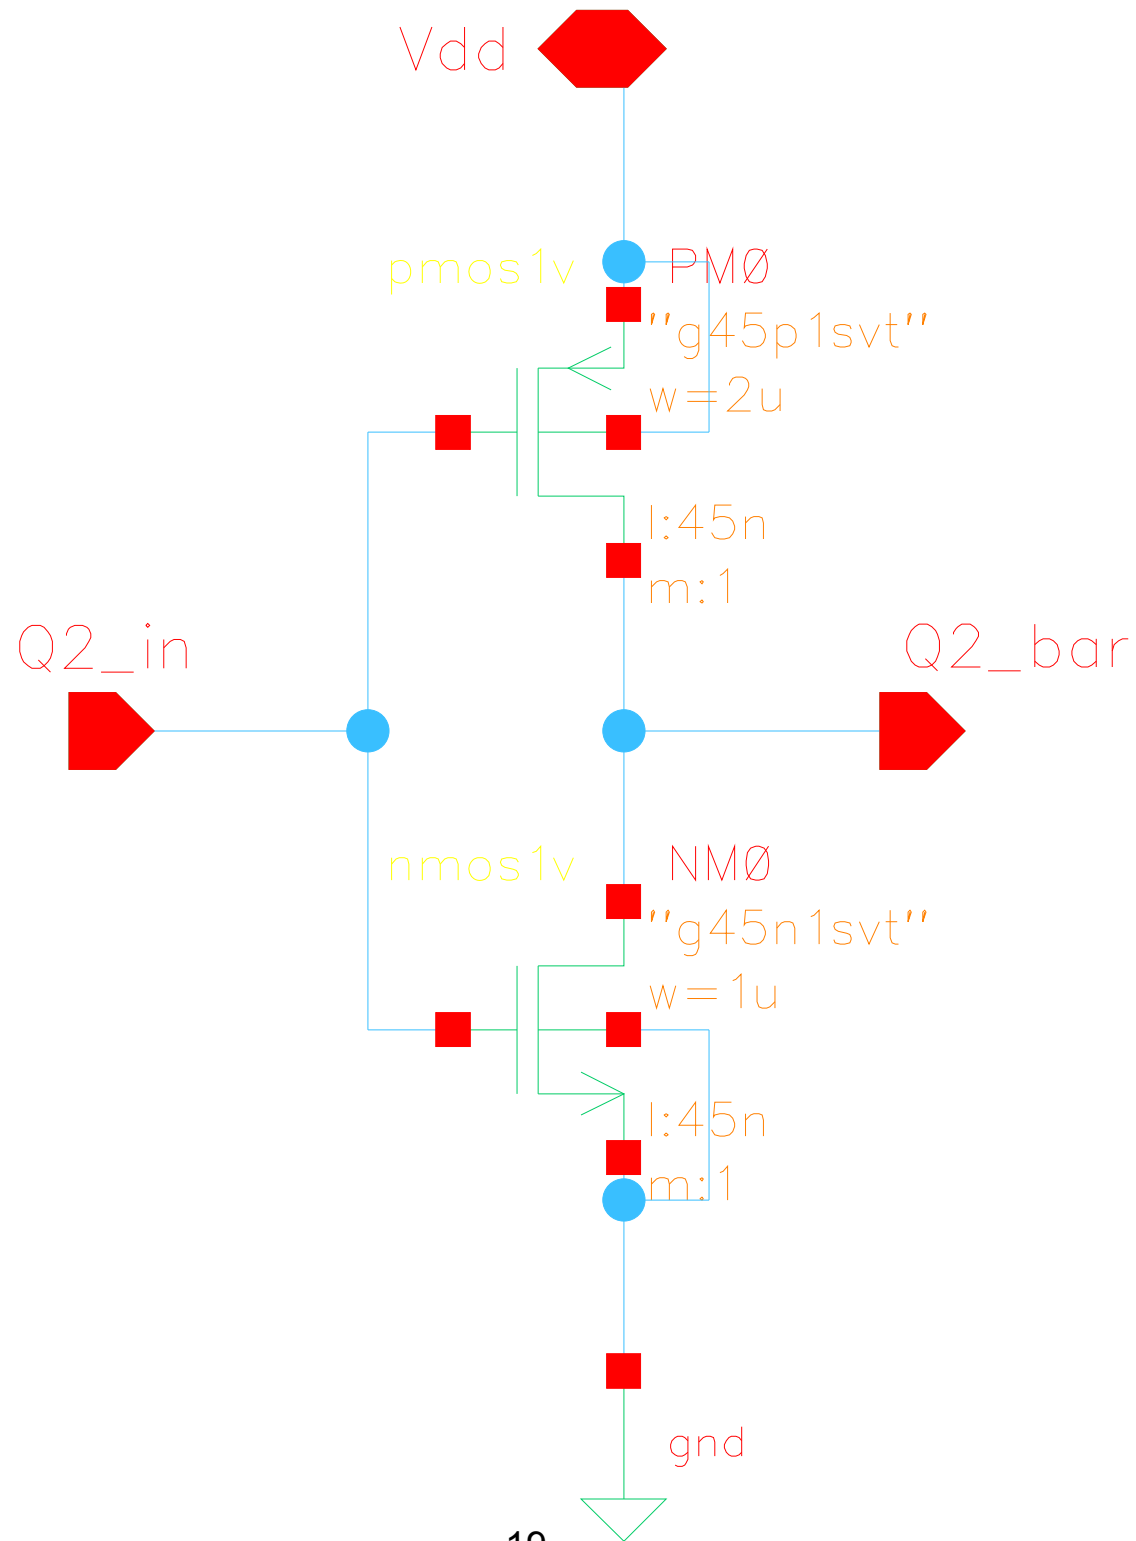 Vdd
pmos1v PM0
"g45p1svt"
w=2u
l:45n
m:1
Q2_in Q2_bar
nmos1v NM0
"g45n1svt"
w=1u
l:45n
m:1
gnd